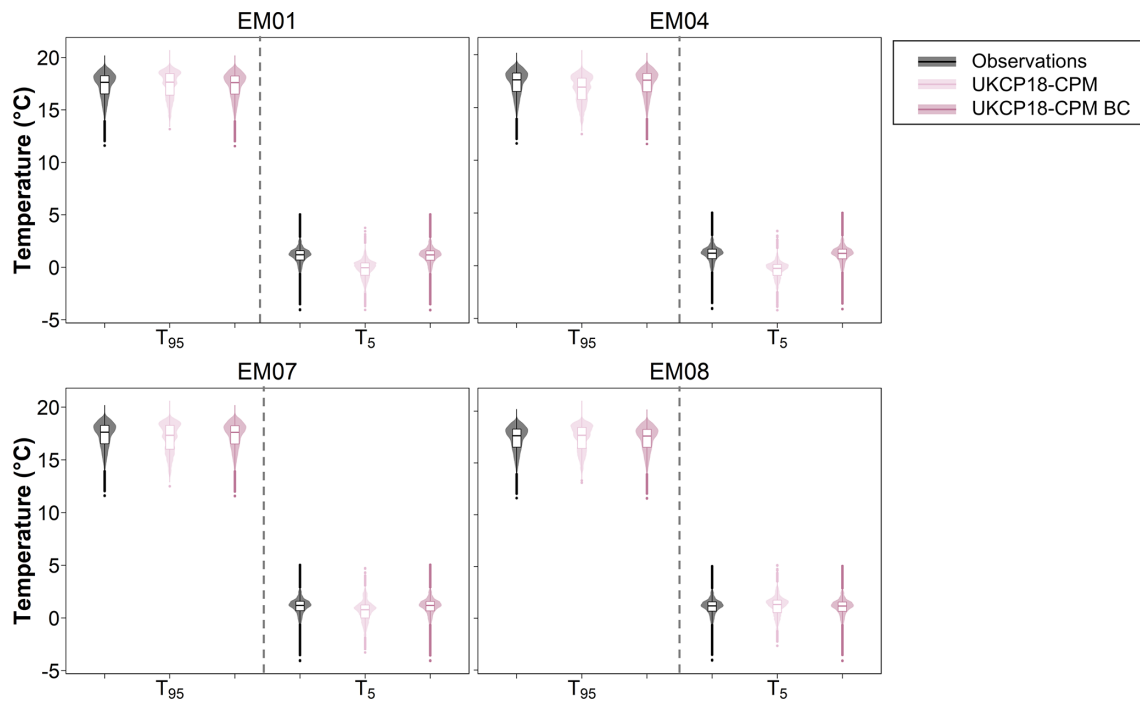 EM01
EM04
20
15
10
5
0
-5
Temperature (°C)
T95
T5
T95
T5
Observations
UKCP18-CPM
UKCP18-CPM BC
EM07
EM08
20
15
10
5
0
-5
Temperature (°C)
T95
T5
T95
T5